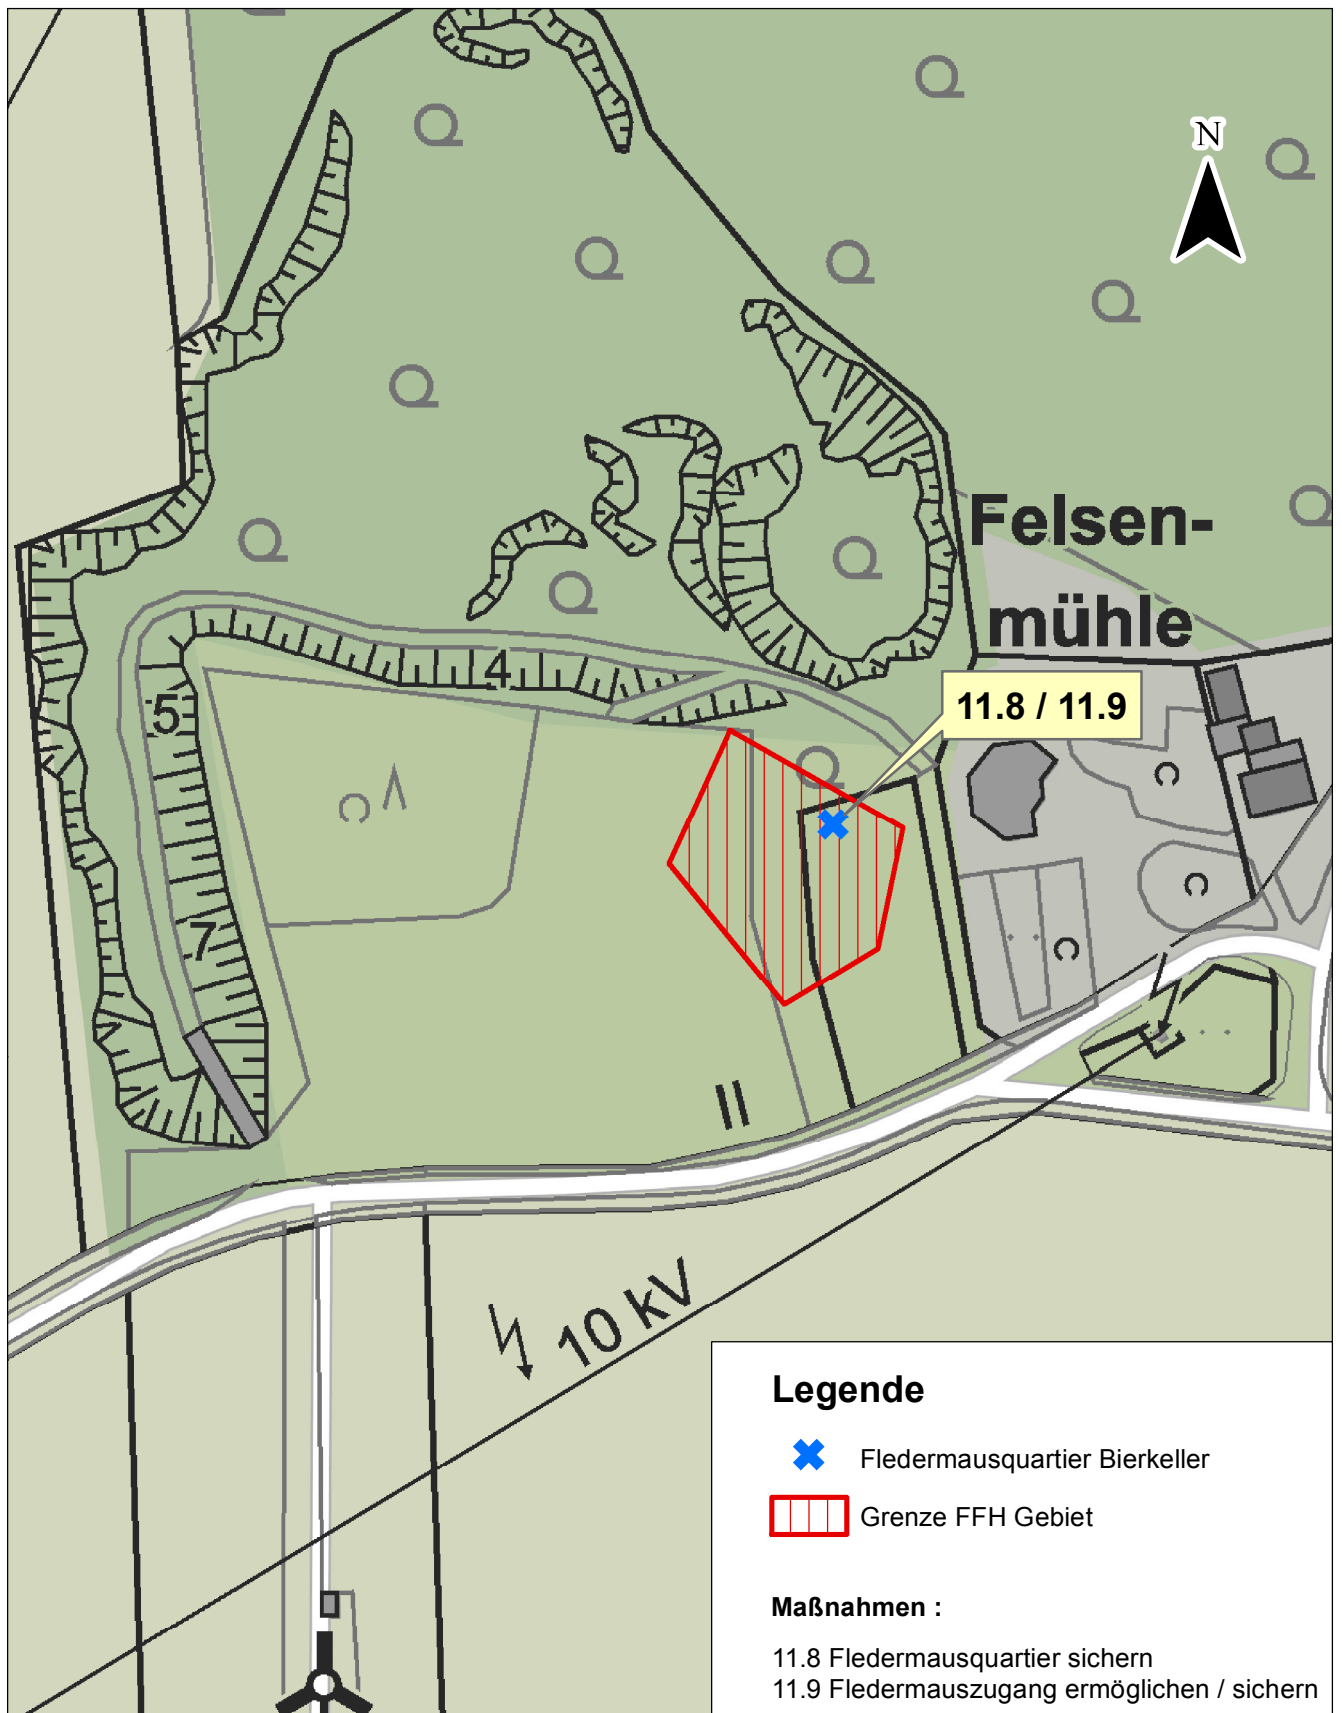 N
Felsen-
mühle
11.8 / 11.9
4
5
7
10 kV
Legende
Fledermausquartier Bierkeller
Grenze FFH Gebiet
Maßnahmen :
11.8 Fledermausquartier sichern
11.9 Fledermauszugang ermöglichen / sichern